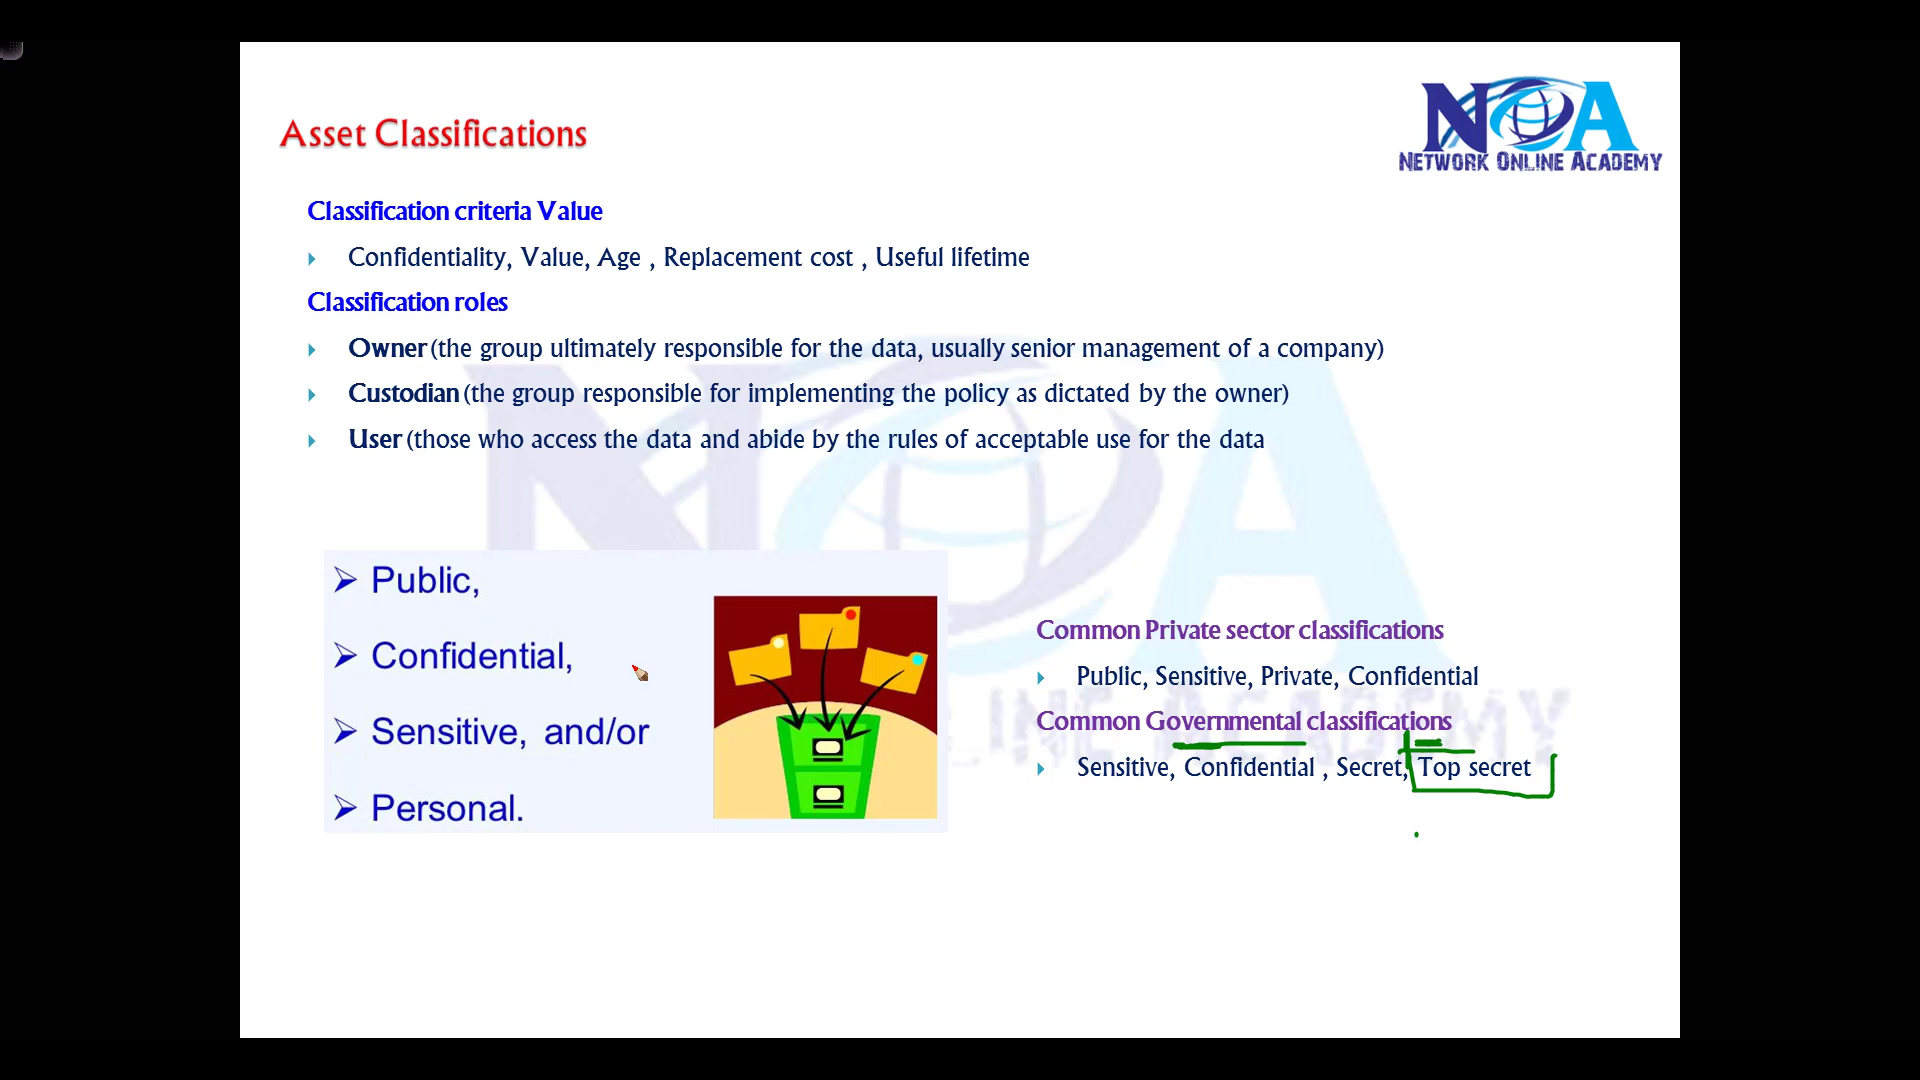 NOA
NETWORK ONLINE ACADEMY
Asset Classifications
Classification criteria Value
Confidentiality, Value, Age , Replacement cost , Useful lifetime
Classification roles
Owner (the group ultimately responsible for the data, usually senior management of a company)
Custodian (the group responsible for implementing the policy as dictated by the owner)
User (those who access the data and abide by the rules of acceptable use for the data
Public,
Confidential,
Sensitive, and/or
Personal.
Common Private sector classifications
Public, Sensitive, Private, Confidential
Common Governmental classifications
Sensitive, Confidential , Secret, Top secret